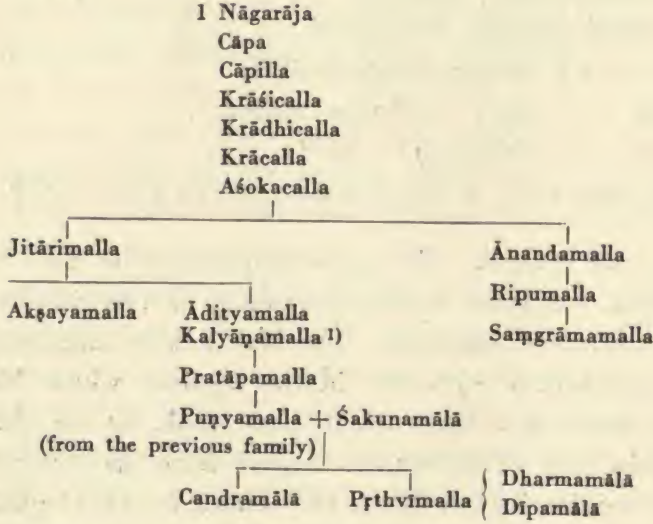 1 Nāgarāja
Cāpa
Cāpilla
Krāśicalla
Krādhicalla
Krācalla
Aśokacalla
Jitārimalla Ānandamalla
Akṣayamalla Ādityamalla Ripumalla
Kalyāṇamalla 1) Saṃgrāmamalla
Pratāpamalla
Puṇyamalla + Śakunamālā
(from the previous family)
Candramālā Pṛthvīmalla { Dharmamālā
Dīpamālā